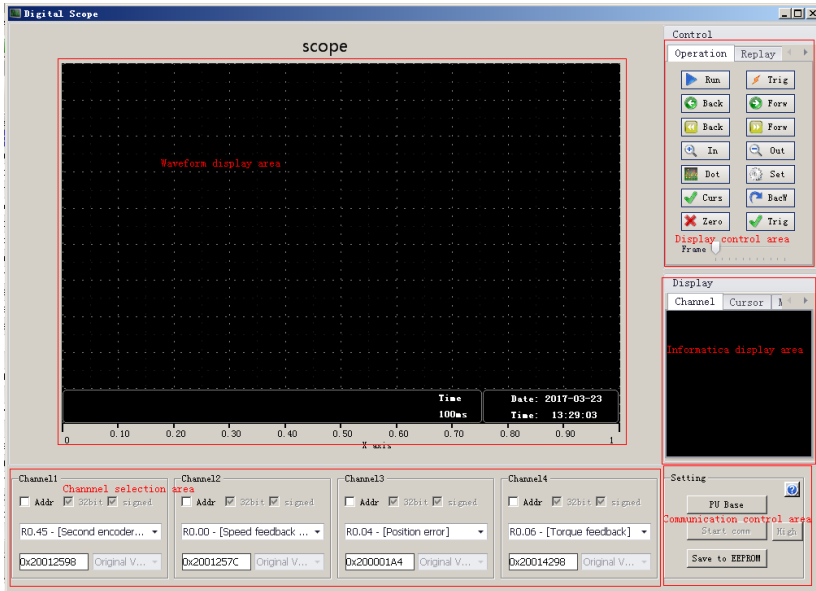 Digital Scope
scope
Control
Operation Replay
Run Trig
Back Forw
Back Forw
In Out
Dot Set
Curs BacW
Zero Trig
Display control area
Frame
Waveform display area
Display
Channel Cursor
Informatica display area
Time Date: 2017-03-23
100ms Time: 13:29:03
0 0.10 0.20 0.30 0.40 0.50 0.60 0.70 0.80 0.90 1
X axis
Channel1 Channel2 Channel3 Channel4
Channnel selection area
Addr 32bit signed Addr 32bit signed Addr 32bit signed Addr 32bit signed
R0.45 - [Second encoder... R0.00 - [Speed feedback ... R0.04 - [Position error] R0.06 - [Torque feedback]
0x20012598 Original V... 0x2001257C Original V... 0x200001A4 Original V... 0x20014298 Original V...
Setting
PU Base
Communication control area
Start comm High
Save to EEPROM